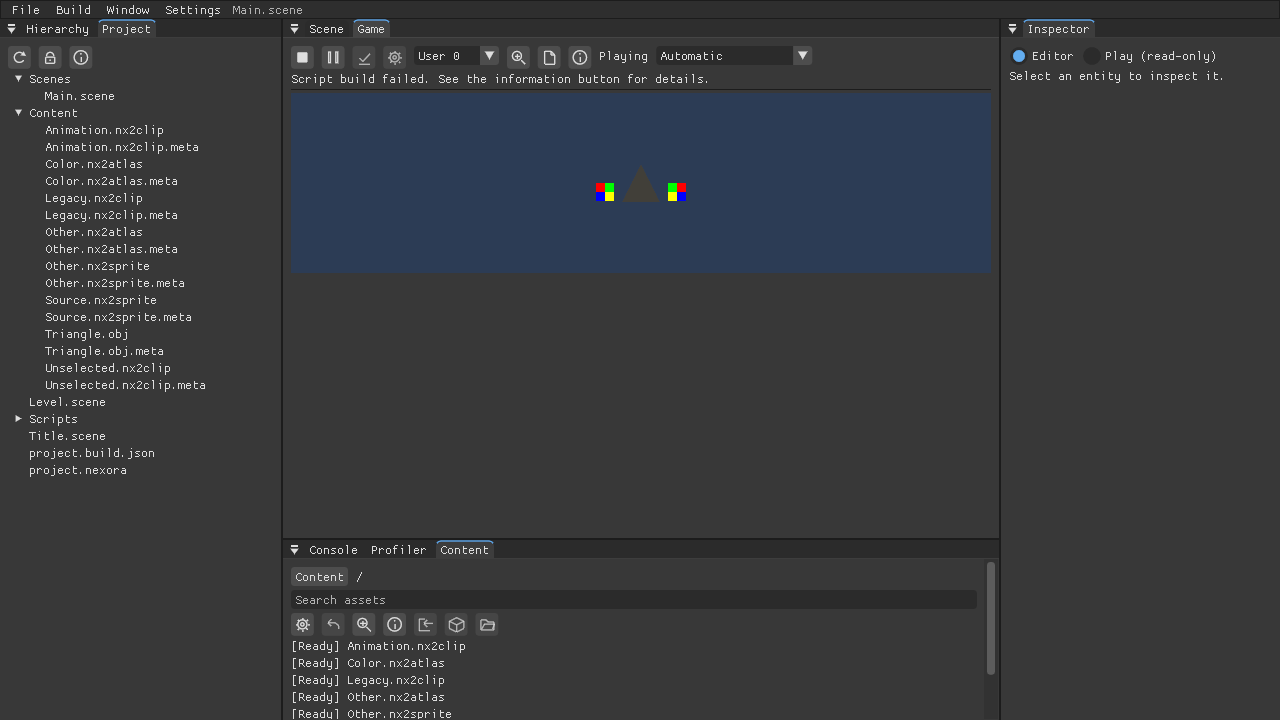 File Build Window Settings Main.scene
Hierarchy Project
Scenes
Main.scene
Content
Animation.nx2clip
Animation.nx2clip.meta
Color.nx2atlas
Color.nx2atlas.meta
Legacy.nx2clip
Legacy.nx2clip.meta
Other.nx2atlas
Other.nx2atlas.meta
Other.nx2sprite
Other.nx2sprite.meta
Source.nx2sprite
Source.nx2sprite.meta
Triangle.obj
Triangle.obj.meta
Unselected.nx2clip
Unselected.nx2clip.meta
Level.scene
Scripts
Title.scene
project.build.json
project.nexora
Scene Game
User 0 Playing Automatic
Script build failed. See the information button for details.
Console Profiler Content
Content /
Search assets
[Ready] Animation.nx2clip
[Ready] Color.nx2atlas
[Ready] Legacy.nx2clip
[Ready] Other.nx2atlas
[Ready] Other.nx2sprite
Inspector
Editor Play (read-only)
Select an entity to inspect it.